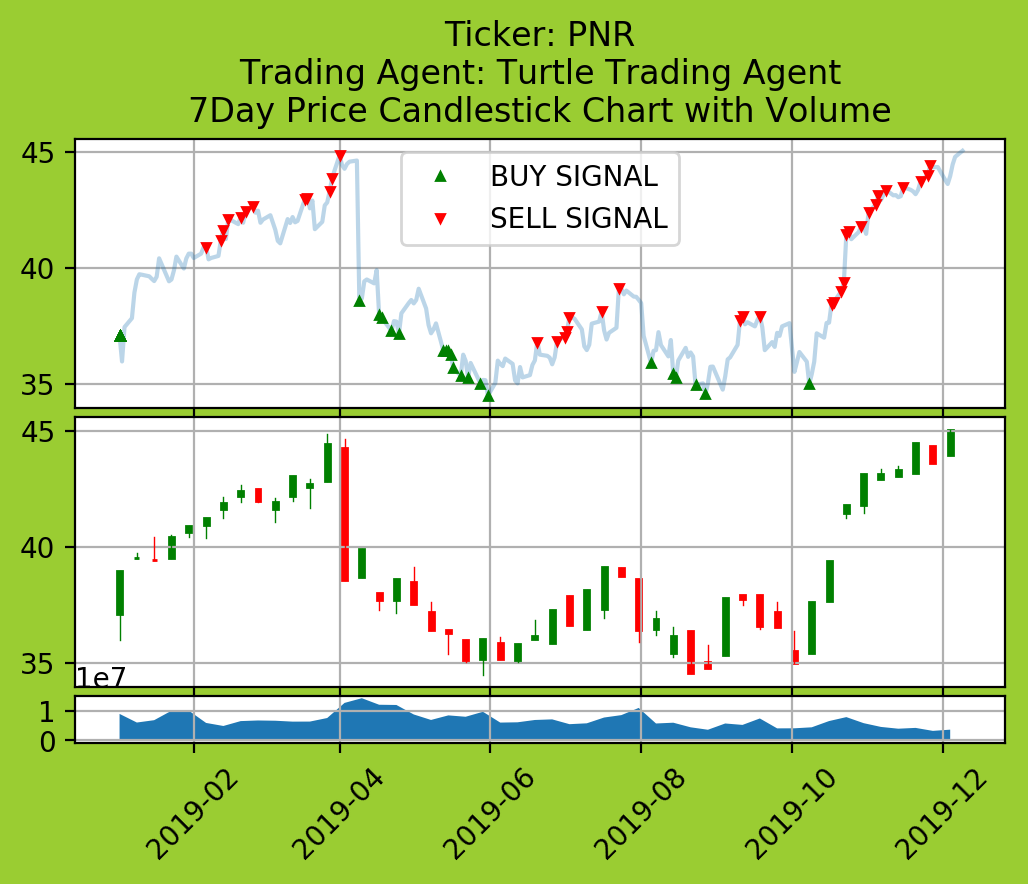 Ticker: PNR
Trading Agent: Turtle Trading Agent
7Day Price Candlestick Chart with Volume
45
40
35
BUY SIGNAL
SELL SIGNAL
45
40
35
1e7
1
0
2019-02
2019-04
2019-06
2019-08
2019-10
2019-12